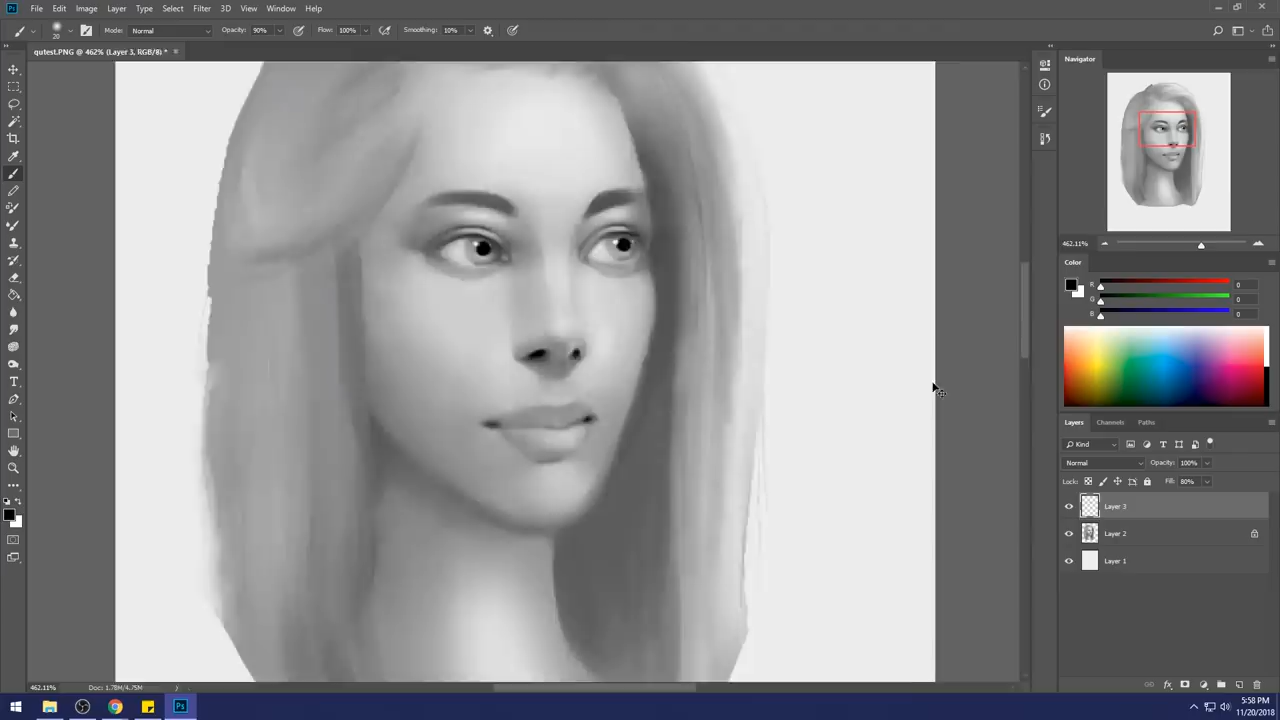 File Edit Image Layer Type Select Filter 3D View Window Help
20 Mode: Normal Opacity: 90% Flow: 100% Smoothing: 10%
qutest.PNG @ 462% (Layer 3, RGB/8) *
Navigator
462.11%
Color
R 0
G 0
B 0
Layers Channels Paths
Kind
Normal Opacity: 100%
Lock: Fill: 80%
Layer 3
Layer 2
Layer 1
462.11% Doc: 1.78M/4.75M
5:58 PM
11/20/2018